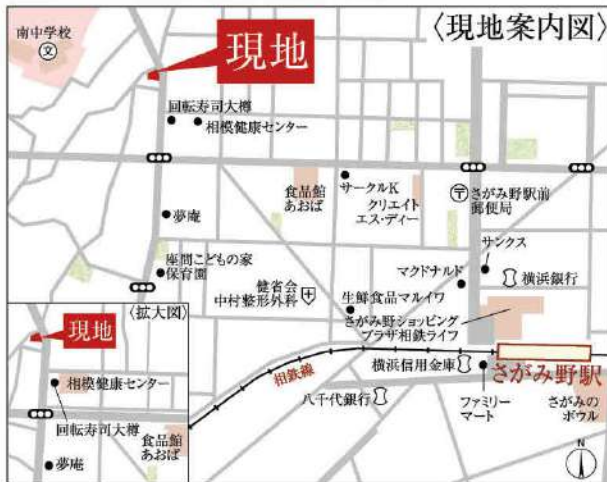 〈現地案内図〉
南中学校
文
現地
回転寿司大樽
相模健康センター
食品館
あおば
サークルK
クリエイト
エス・ディー
〒
さがみ野駅前
郵便局
夢庵
サンクス
座間こどもの家
保育園
健省会
中村整形外科
マクドナルド
横浜銀行
生鮮食品マルイワ
さがみ野ショッピング
プラザ相鉄ライフ
相鉄線
横浜信用金庫
さがみ野駅
八千代銀行
ファミリー
マート
さがみの
ボウル
N
〈拡大図〉
現地
相模健康センター
回転寿司大樽
食品館
あおば
夢庵